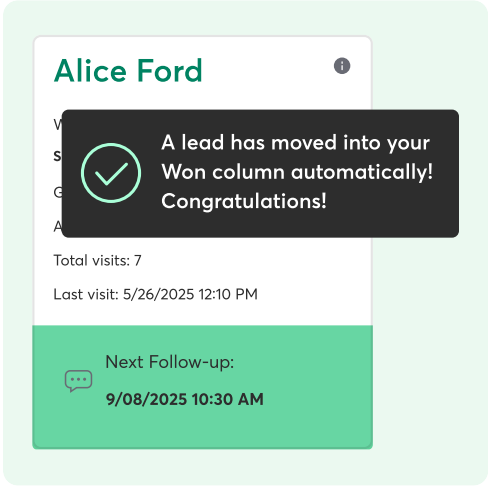 Alice Ford
A lead has moved into your
Won column automatically!
Congratulations!
Total visits: 7
Last visit: 5/26/2025 12:10 PM
Next Follow-up:
9/08/2025 10:30 AM